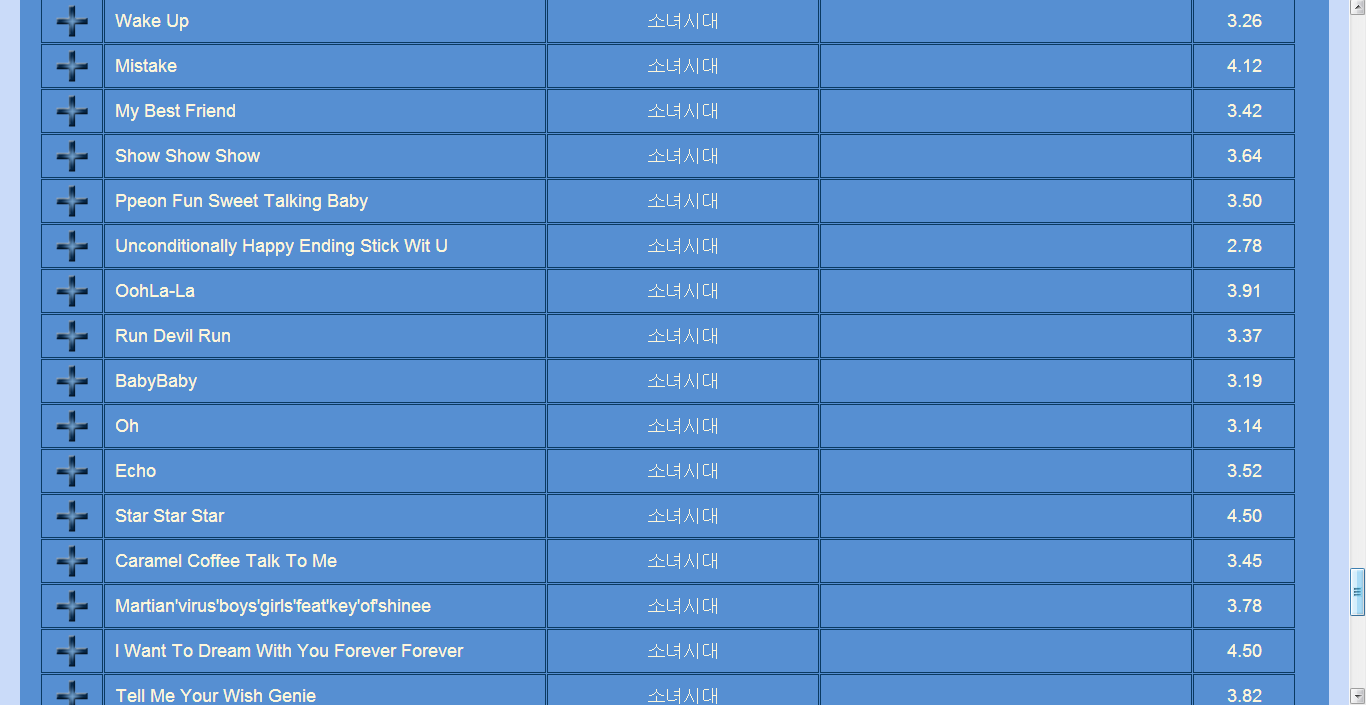 Wake Up 소녀시대 3.26
Mistake 소녀시대 4.12
My Best Friend 소녀시대 3.42
Show Show Show 소녀시대 3.64
Ppeon Fun Sweet Talking Baby 소녀시대 3.50
Unconditionally Happy Ending Stick Wit U 소녀시대 2.78
OohLa-La 소녀시대 3.91
Run Devil Run 소녀시대 3.37
BabyBaby 소녀시대 3.19
Oh 소녀시대 3.14
Echo 소녀시대 3.52
Star Star Star 소녀시대 4.50
Caramel Coffee Talk To Me 소녀시대 3.45
Martian'virus'boys'girls'feat'key'of'shinee 소녀시대 3.78
I Want To Dream With You Forever Forever 소녀시대 4.50
Tell Me Your Wish Genie 소녀시대 3.82